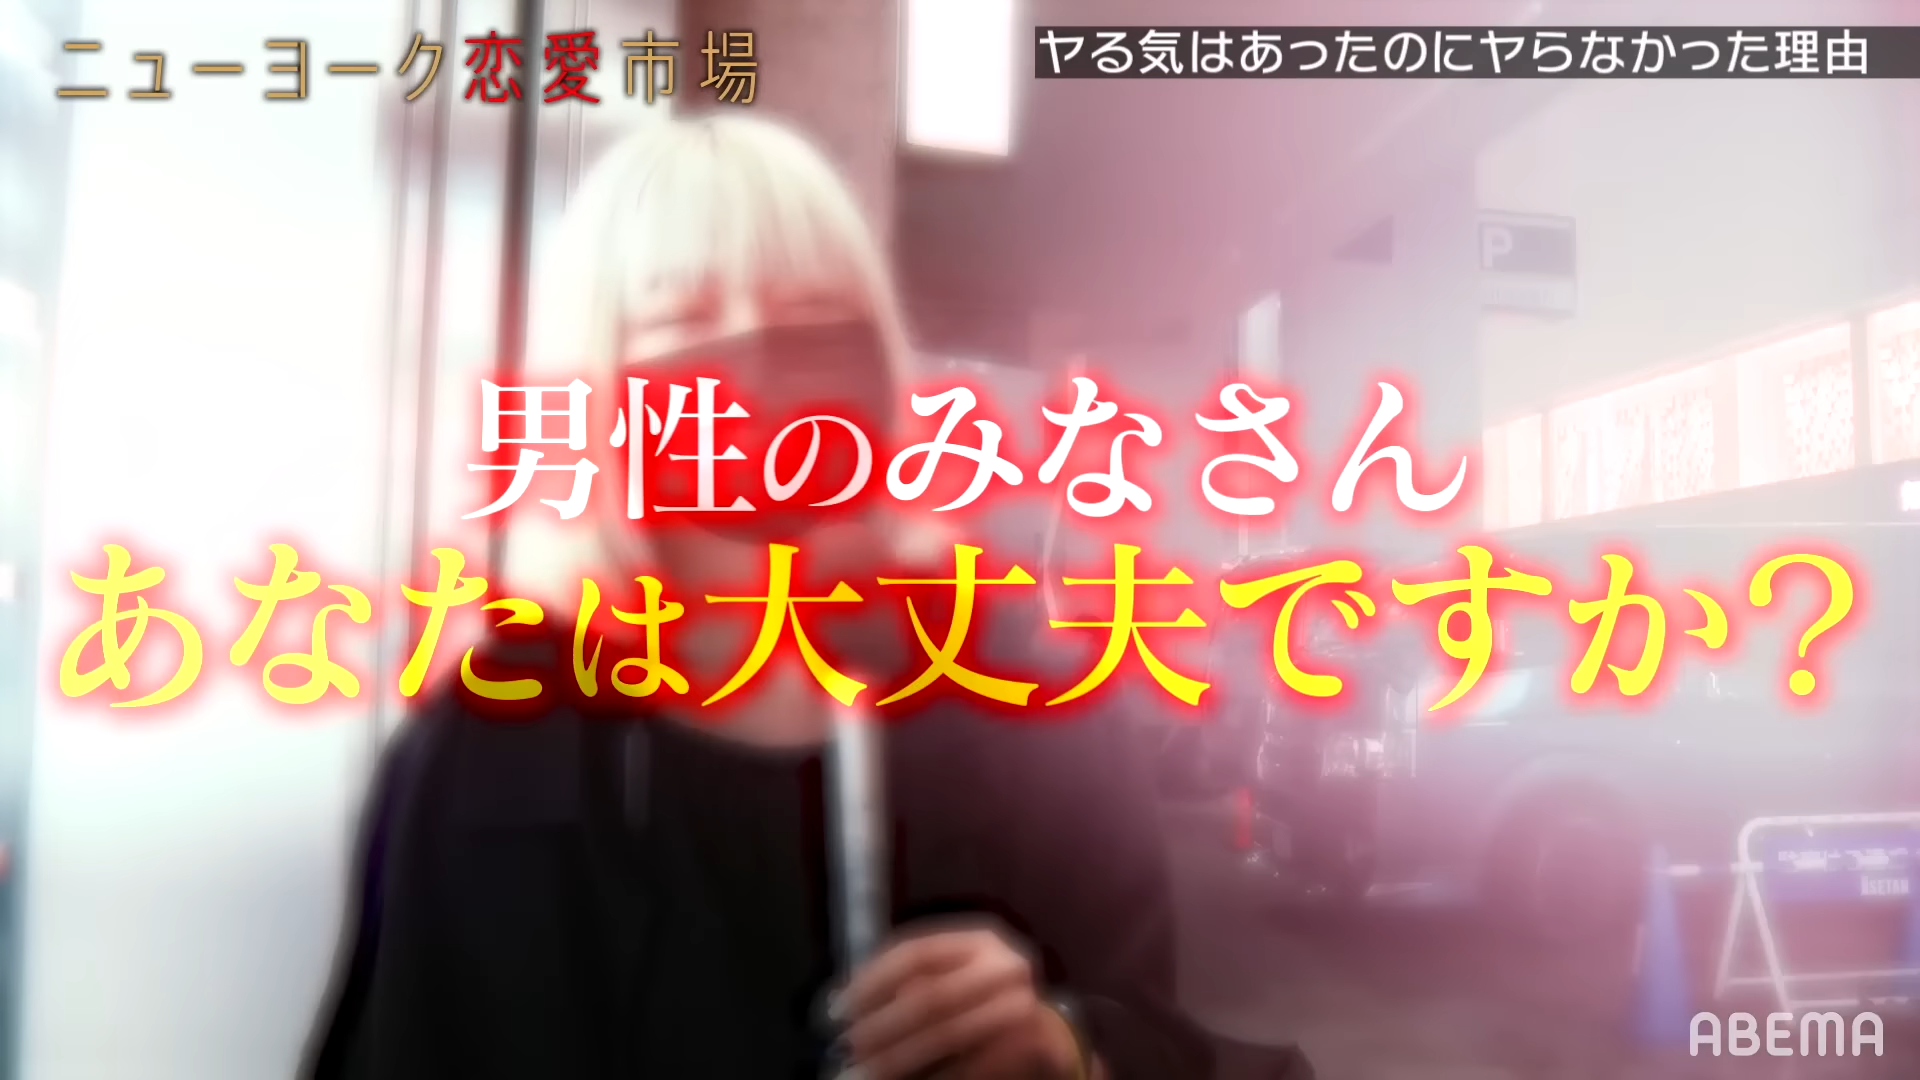 ニューヨーク恋愛市場
ヤる気はあったのにヤらなかった理由
P
男性のみなさん
あなたは大丈夫ですか?
ISETAN
ABEMA